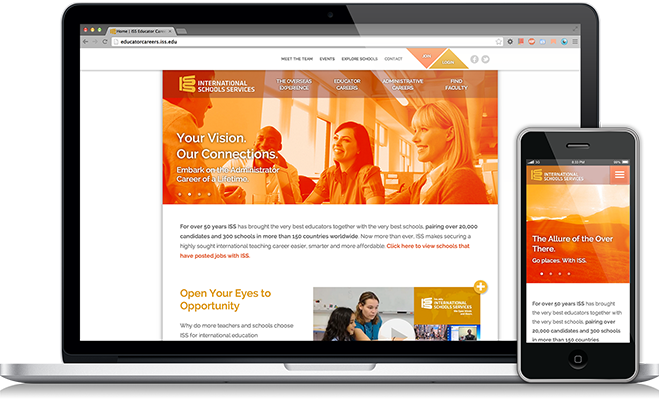 Home | ISS Educator Caree
educatorcareers.iss.edu
MEET THE TEAM EVENTS EXPLORE SCHOOLS CONTACT JOIN LOGIN
INTERNATIONAL
SCHOOLS SERVICES
THE OVERSEAS
EXPERIENCE
EDUCATOR
CAREERS
ADMINISTRATIVE
CAREERS
FIND
FACULTY
Your Vision.
Our Connections.
Embark on the Administrator
Career of a Lifetime.
For over 50 years ISS has brought the very best educators together with the very best schools, pairing over 20,000
candidates and 300 schools in more than 150 countries worldwide. Now more than ever, ISS makes securing a
highly sought international teaching career easier, smarter and more affordable. Click here to view schools that
have posted jobs with ISS.
Open Your Eyes to
Opportunity
Why do more teachers and schools choose
ISS for international education
INTERNATIONAL
SCHOOLS SERVICES
3G
INTERNATIONAL
SCHOOLS SERVICES
The Allure of the Over
There.
Go places. With ISS.
For over 50 years ISS has brought
the very best educators together with
the very best schools, pairing over
20,000 candidates and 300 schools
in more than 150 countries